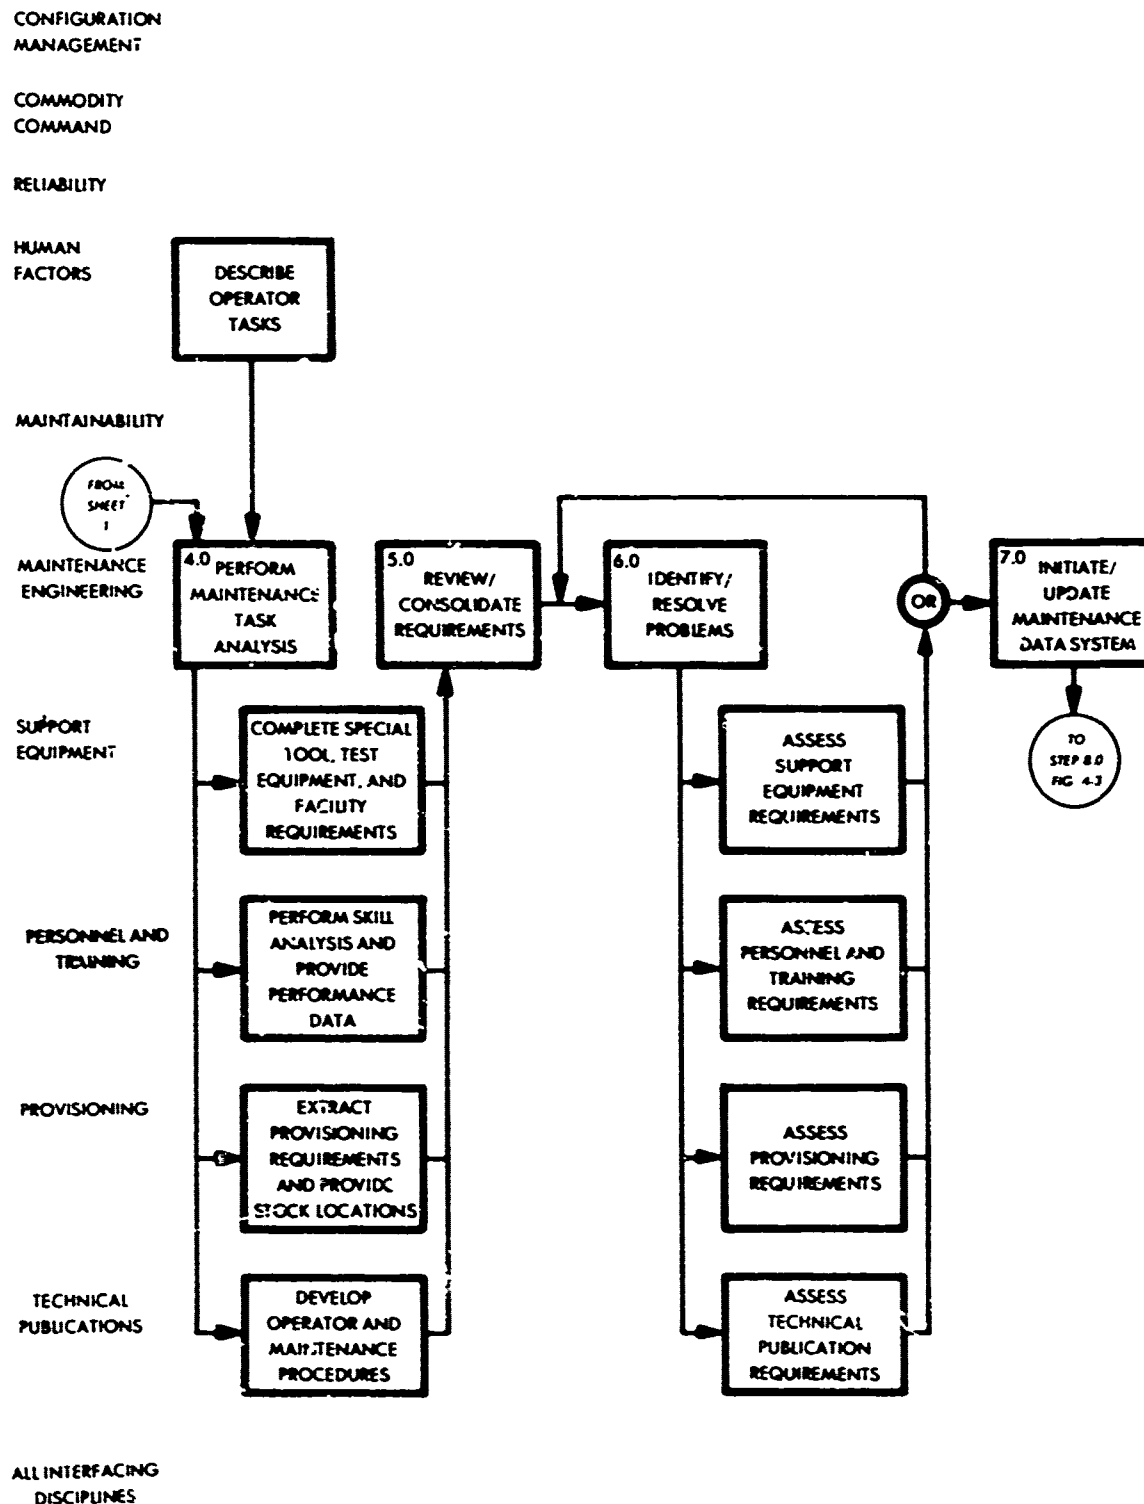 CONFIGURATION
MANAGEMENT
COMMODITY
COMMAND
RELIABILITY
HUMAN
FACTORS
DESCRIBE
OPERATOR
TASKS
MAINTAINABILITY
FROM
SHEET
1
MAINTENANCE
ENGINEERING
4.0
PERFORM
MAINTENANCE
TASK
ANALYSIS
5.0
REVIEW/
CONSOLIDATE
REQUIREMENTS
6.0
IDENTIFY/
RESOLVE
PROBLEMS
OR
7.0
INITIATE/
UPDATE
MAINTENANCE
DATA SYSTEM
SUPPORT
EQUIPMENT
COMPLETE SPECIAL
TOOL, TEST
EQUIPMENT, AND
FACILITY
REQUIREMENTS
ASSESS
SUPPORT
EQUIPMENT
REQUIREMENTS
TO
STEP 8.0
FIG 4-3
PERSONNEL AND
TRAINING
PERFORM SKILL
ANALYSIS AND
PROVIDE
PERFORMANCE
DATA
ASSESS
PERSONNEL AND
TRAINING
REQUIREMENTS
PROVISIONING
EXTRACT
PROVISIONING
REQUIREMENTS
AND PROVIDE
STOCK LOCATIONS
ASSESS
PROVISIONING
REQUIREMENTS
TECHNICAL
PUBLICATIONS
DEVELOP
OPERATOR AND
MAINTENANCE
PROCEDURES
ASSESS
TECHNICAL
PUBLICATION
REQUIREMENTS
ALL INTERFACING
DISCIPLINES